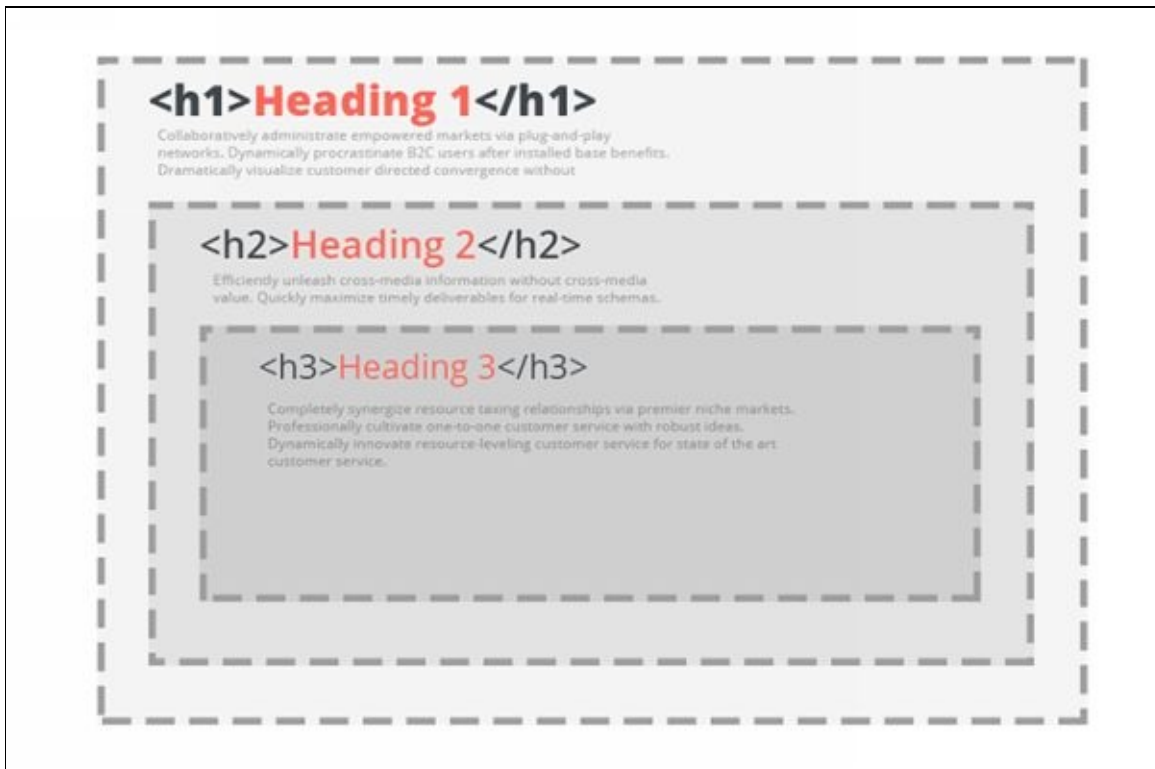 <h1>Heading 1</h1>
Collaboratively administrate empowered markets via plug-and-play
networks. Dynamically procrastinate B2C users after installed base benefits.
Dramatically visualize customer directed convergence without
<h2>Heading 2</h2>
Efficiently unleash cross-media information without cross-media
value. Quickly maximize timely deliverables for real-time schemas.
<h3>Heading 3</h3>
Completely synergize resource taxing relationships via premier niche markets.
Professionally cultivate one-to-one customer service with robust ideas.
Dynamically innovate resource-leveling customer service for state of the art
customer service.